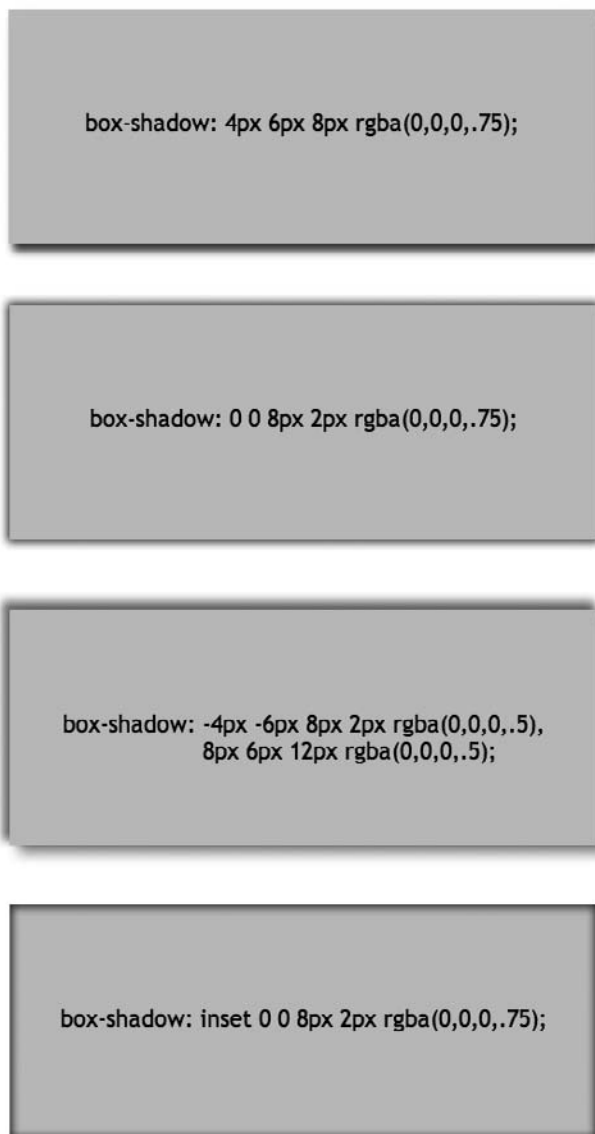 box-shadow: 4px 6px 8px rgba(0,0,0,.75);
box-shadow: 0 0 8px 2px rgba(0,0,0,.75);
box-shadow: -4px -6px 8px 2px rgba(0,0,0,.5),
8px 6px 12px rgba(0,0,0,.5);
box-shadow: inset 0 0 8px 2px rgba(0,0,0,.75);